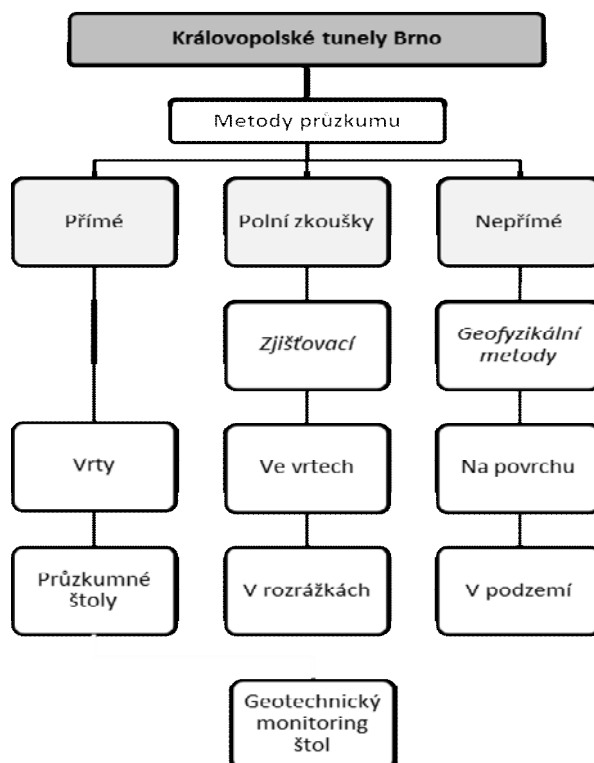 Královopolské tunely Brno
Metody průzkumu
Přímé
Polní zkoušky
Nepřímé
Zjišťovací
Geofyzikální
metody
Vrty
Ve vrtech
Na povrchu
Průzkumné
štoly
V rozrážkách
V podzemí
Geotechnický
monitoring
štol